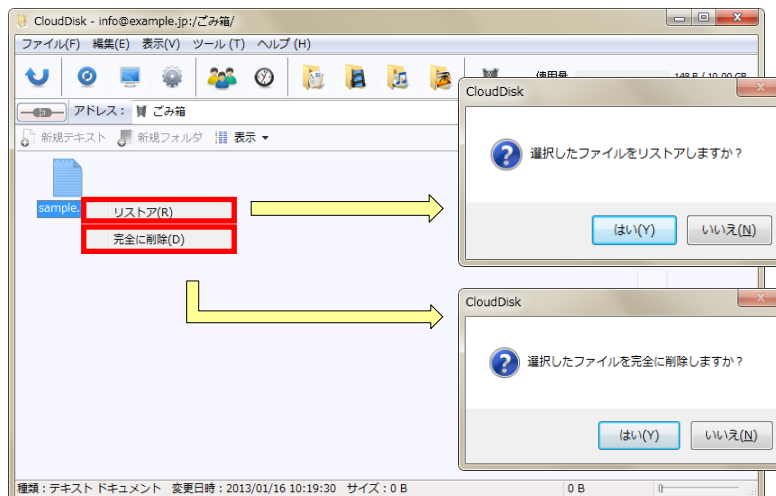 CloudDisk - info@example.jp:/ごみ箱/
ファイル(F) 編集(E) 表示(V) ツール(T) ヘルプ(H)
使用量 148 B / 10.00 GB
アドレス： ごみ箱
新規テキスト 新規フォルダ 表示
sample.
リストア(R)
完全に削除(D)
CloudDisk
選択したファイルをリストアしますか？
はい(Y) いいえ(N)
CloudDisk
選択したファイルを完全に削除しますか？
はい(Y) いいえ(N)
種類：テキスト ドキュメント 変更日時：2013/01/16 10:19:30 サイズ：0 B 0 B